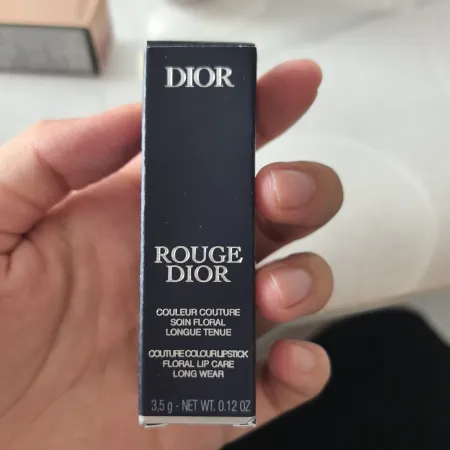 DIOR
ROUGE
DIOR
COULEUR COUTURE
SOIN FLORAL
LONGUE TENUE
COUTURE COLOUR LIPSTICK
FLORAL LIP CARE
LONG WEAR
3,5 g - NET WT. 0.12 OZ